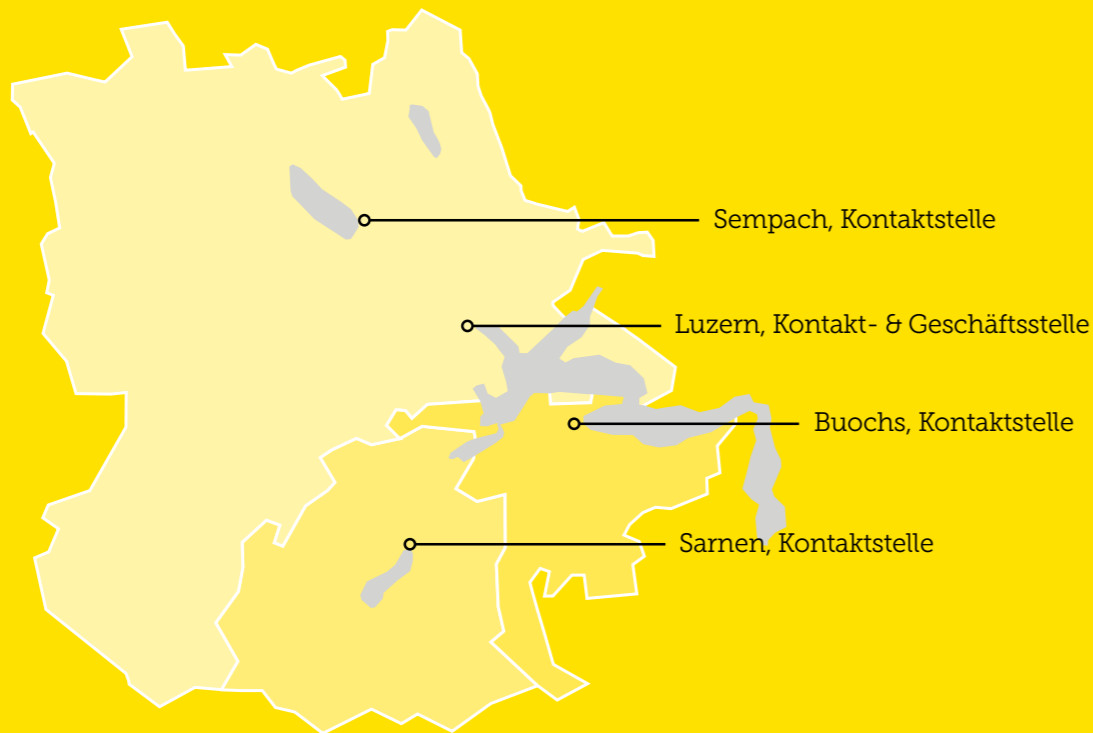 Sempach, Kontaktstelle
Luzern, Kontakt- & Geschäftsstelle
Buochs, Kontaktstelle
Sarnen, Kontaktstelle